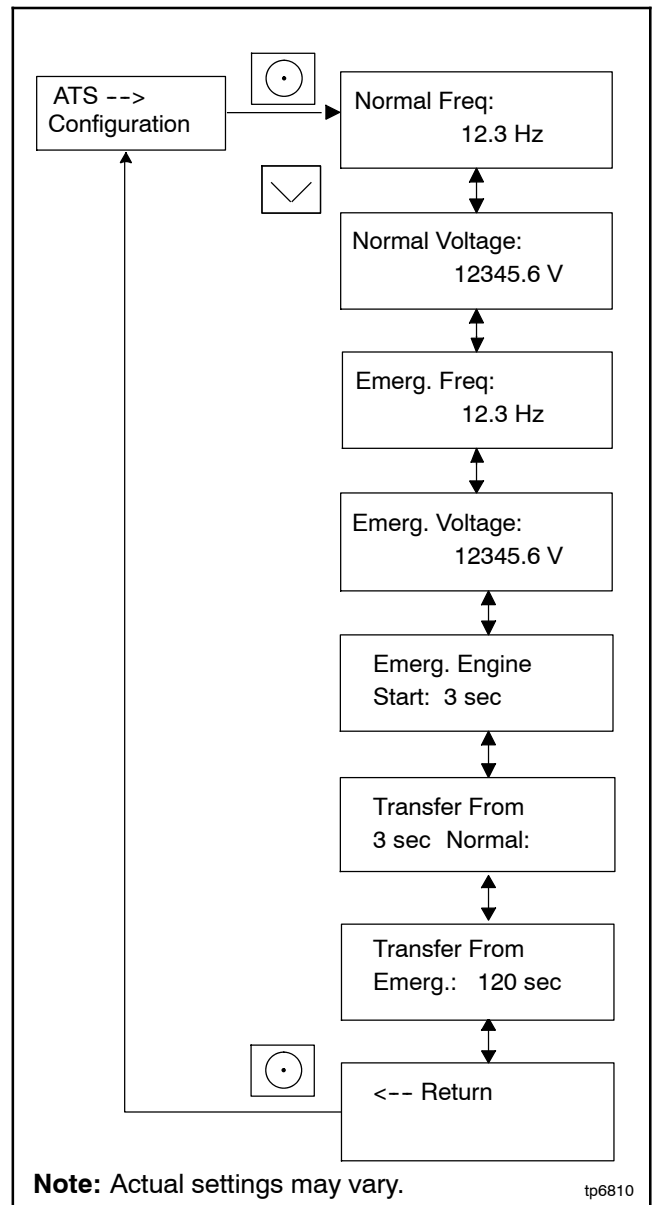 ATS -->
Configuration
Normal Freq:
12.3 Hz
Normal Voltage:
12345.6 V
Emerg. Freq:
12.3 Hz
Emerg. Voltage:
12345.6 V
Emerg. Engine
Start: 3 sec
Transfer From
3 sec Normal:
Transfer From
Emerg.: 120 sec
<-- Return
Note: Actual settings may vary.
tp6810